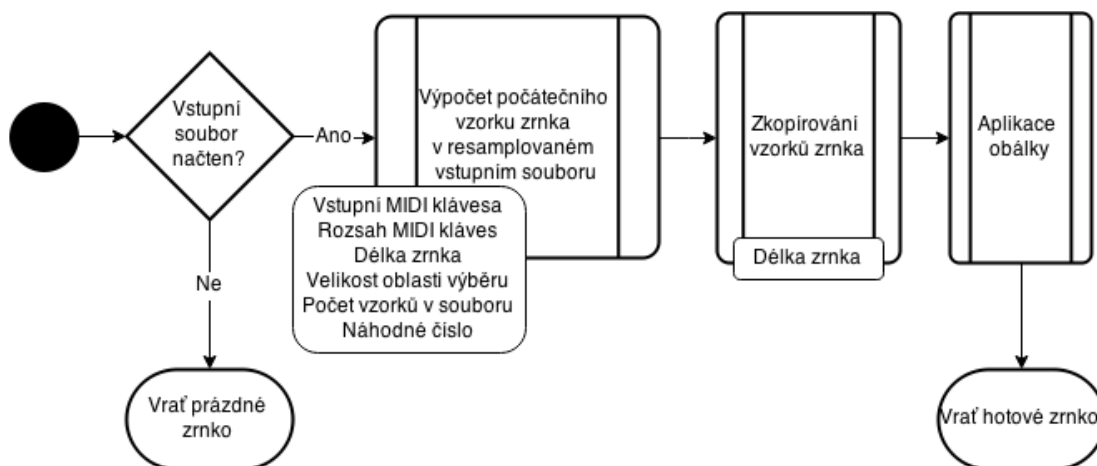 Vstupní
soubor
načten?
Ano
Ne
Vrať prázdné
zrnko
Výpočet počátečního
vzorku zrnka
v resamplovaném
vstupním souboru
Vstupní MIDI klávesa
Rozsah MIDI kláves
Délka zrnka
Velikost oblasti výběru
Počet vzorků v souboru
Náhodné číslo
Zkopírování
vzorků zrnka
Délka zrnka
Aplikace
obálky
Vrať hotové zrnko